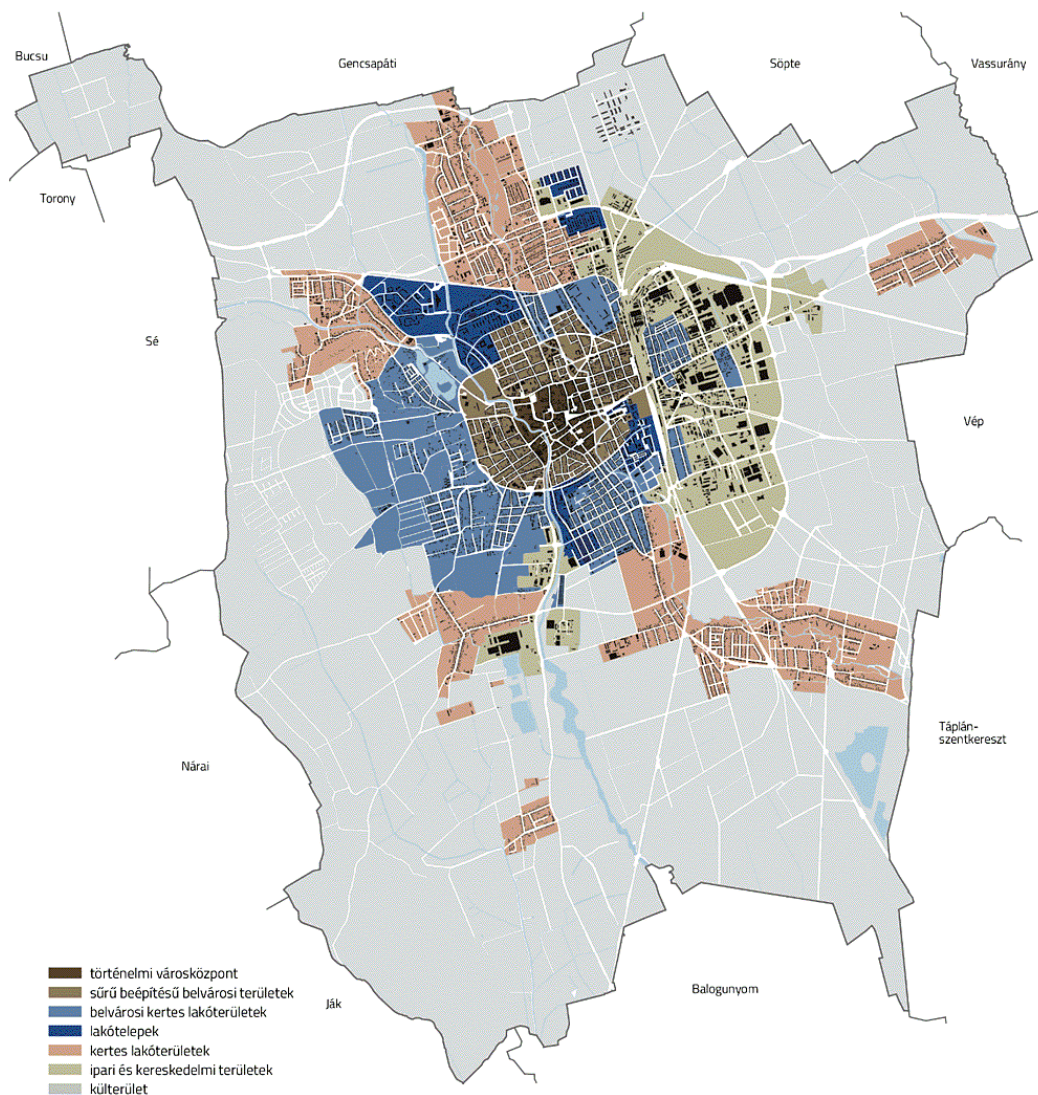 Bucsu
Gencsapáti
Söpte
Vassurány
Torony
Sé
Vép
Táplán-
szentkereszt
Nárai
Ják
Balogunyom
történelmi városközpont
sűrű beépítésű belvárosi területek
belvárosi kertes lakóterületek
lakótelepek
kertes lakóterületek
ipari és kereskedelmi területek
külterület